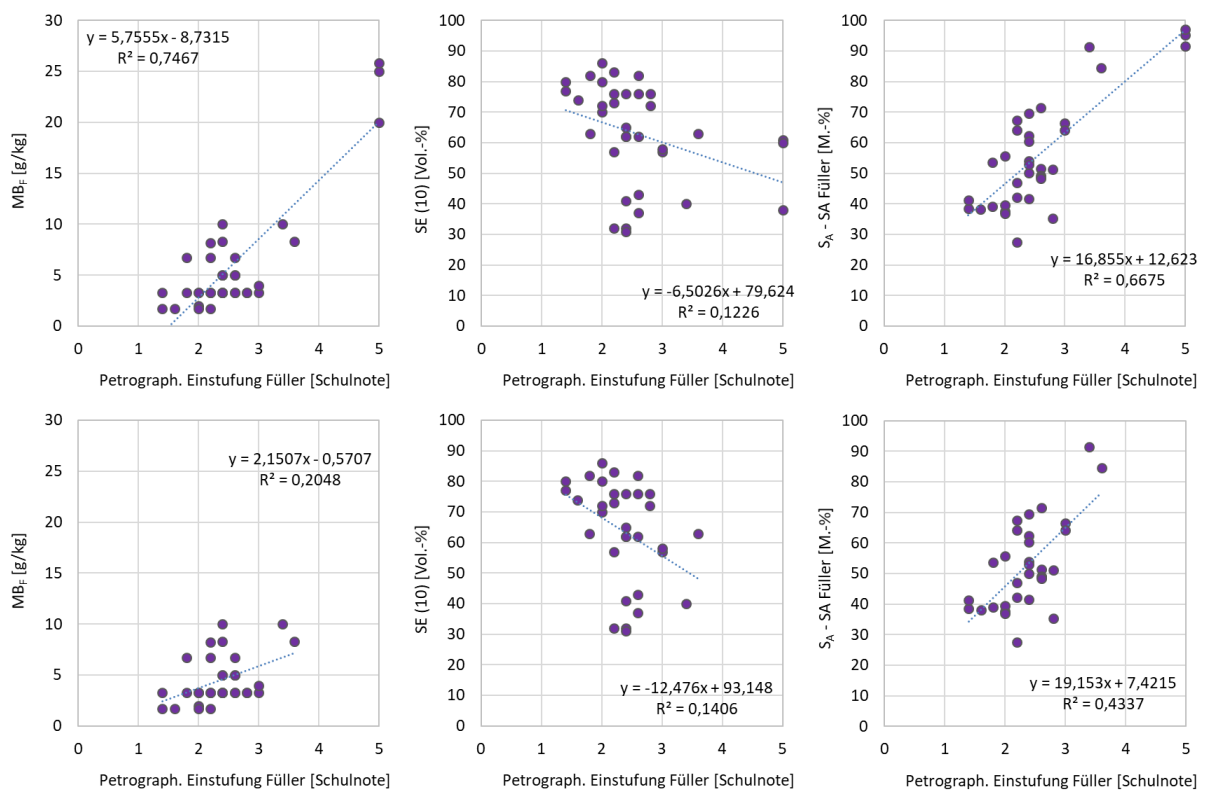 30
25
20
15
10
5
0
MB_F [g/kg]
y = 5,7555x - 8,7315
R² = 0,7467
0 1 2 3 4 5
Petrograph. Einstufung Füller [Schulnote]
100
90
80
70
60
50
40
30
20
10
0
SE (10) [Vol.-%]
y = -6,5026x + 79,624
R² = 0,1226
0 1 2 3 4 5
Petrograph. Einstufung Füller [Schulnote]
100
90
80
70
60
50
40
30
20
10
0
S_A - SA Füller [M.-%]
y = 16,855x + 12,623
R² = 0,6675
0 1 2 3 4 5
Petrograph. Einstufung Füller [Schulnote]
30
25
20
15
10
5
0
MB_F [g/kg]
y = 2,1507x - 0,5707
R² = 0,2048
0 1 2 3 4 5
Petrograph. Einstufung Füller [Schulnote]
100
90
80
70
60
50
40
30
20
10
0
SE (10) [Vol.-%]
y = -12,476x + 93,148
R² = 0,1406
0 1 2 3 4 5
Petrograph. Einstufung Füller [Schulnote]
100
90
80
70
60
50
40
30
20
10
0
S_A - SA Füller [M.-%]
y = 19,153x + 7,4215
R² = 0,4337
0 1 2 3 4 5
Petrograph. Einstufung Füller [Schulnote]